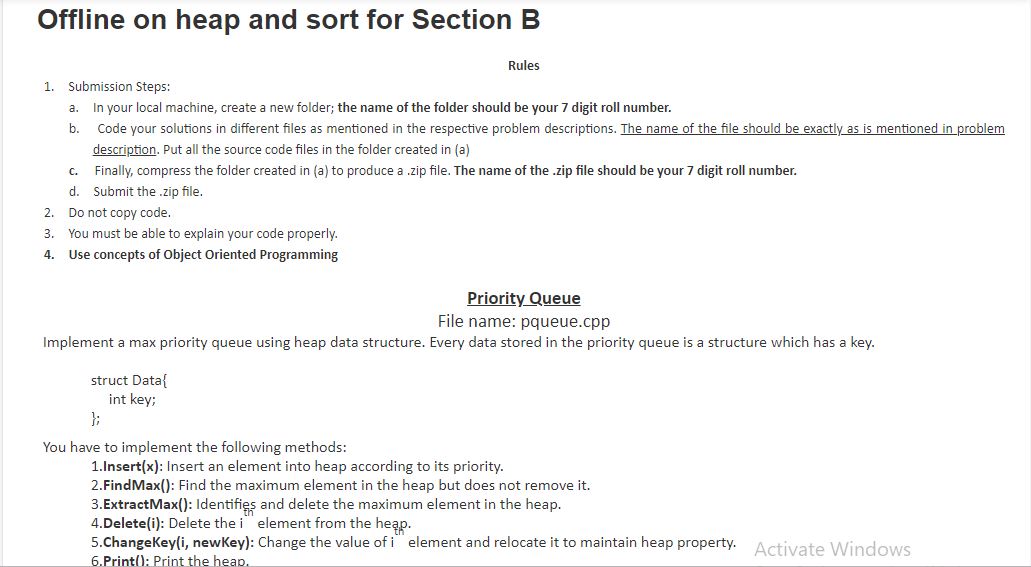 Offline on heap and sort for Section B
Rules
1. Submission Steps:
a. In your local machine, create a new folder; the name of the folder should be your 7 digit roll number.
b. Code your solutions in different files as mentioned in the respective problem descriptions. The name of the file should be exactly as is mentioned in problem
description. Put all the source code files in the folder created in (a)
c. Finally, compress the folder created in (a) to produce a .zip file. The name of the .zip file should be your 7 digit roll number.
d. Submit the .zip file.
2. Do not copy code.
3. You must be able to explain your code properly.
4. Use concepts of Object Oriented Programming
Priority Queue
File name: pqueue.cpp
Implement a max priority queue using heap data structure. Every data stored in the priority queue is a structure which has a key.
struct Data{
int key;
};
You have to implement the following methods:
1.Insert(x): Insert an element into heap according to its priority.
2.FindMax(): Find the maximum element in the heap but does not remove it.
3.ExtractMax(): Identifies and delete the maximum element in the heap.
4.Delete(i): Delete the i th element from the heap.
5.ChangeKey(i, newKey): Change the value of i th element and relocate it to maintain heap property.
Activate Windows
6.Print(): Print the heap.